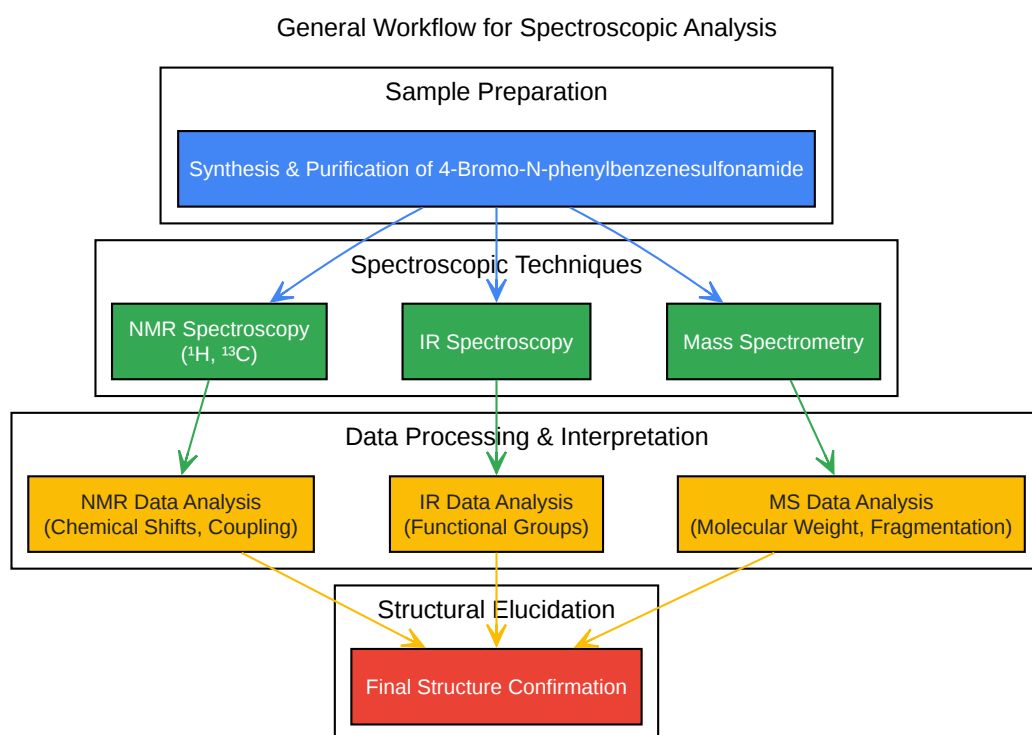 General Workflow for Spectroscopic Analysis
Sample Preparation
Synthesis & Purification of 4-Bromo-N-phenylbenzenesulfonamide
Spectroscopic Techniques
NMR Spectroscopy
(¹H, ¹³C)
IR Spectroscopy
Mass Spectrometry
Data Processing & Interpretation
NMR Data Analysis
(Chemical Shifts, Coupling)
IR Data Analysis
(Functional Groups)
MS Data Analysis
(Molecular Weight, Fragmentation)
Structural Elucidation
Final Structure Confirmation